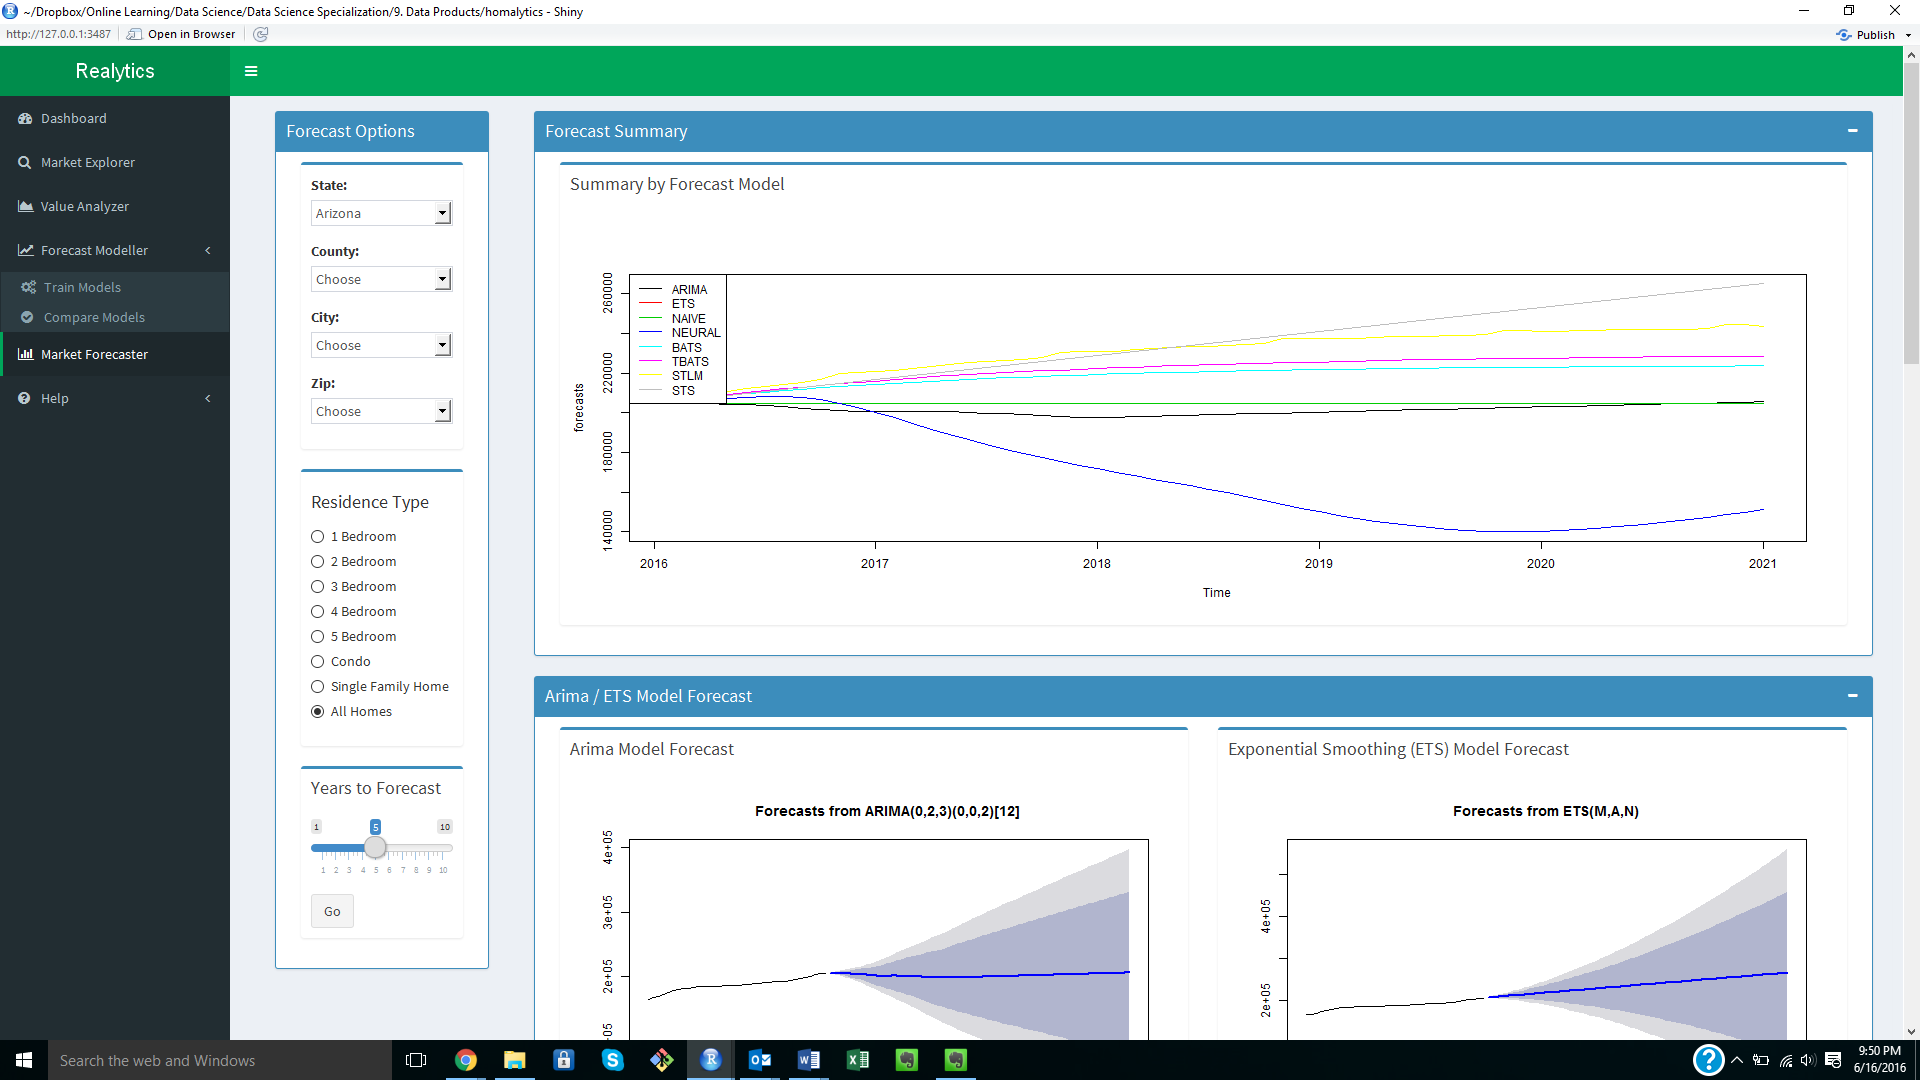 ~/Dropbox/Online Learning/Data Science/Data Science Specialization/9. Data Products/homalytics - Shiny
http://127.0.0.1:3487
Open in Browser
Publish
Realytics
Dashboard
Market Explorer
Value Analyzer
Forecast Modeller
Train Models
Compare Models
Market Forecaster
Help
Forecast Options
State:
Arizona
County:
Choose
City:
Choose
Zip:
Choose
Residence Type
1 Bedroom
2 Bedroom
3 Bedroom
4 Bedroom
5 Bedroom
Condo
Single Family Home
All Homes
Years to Forecast
1 5 10
1 2 3 4 5 6 7 8 9 10
Go
Forecast Summary
Summary by Forecast Model
ARIMA
ETS
NAIVE
NEURAL
BATS
TBATS
STLM
STS
forecasts
260000
220000
180000
140000
2016 2017 2018 2019 2020 2021
Time
Arima / ETS Model Forecast
Arima Model Forecast
Forecasts from ARIMA(0,2,3)(0,0,2)[12]
4e+05
3e+05
2e+05
Exponential Smoothing (ETS) Model Forecast
Forecasts from ETS(M,A,N)
4e+05
2e+05
Search the web and Windows
9:50 PM
6/16/2016